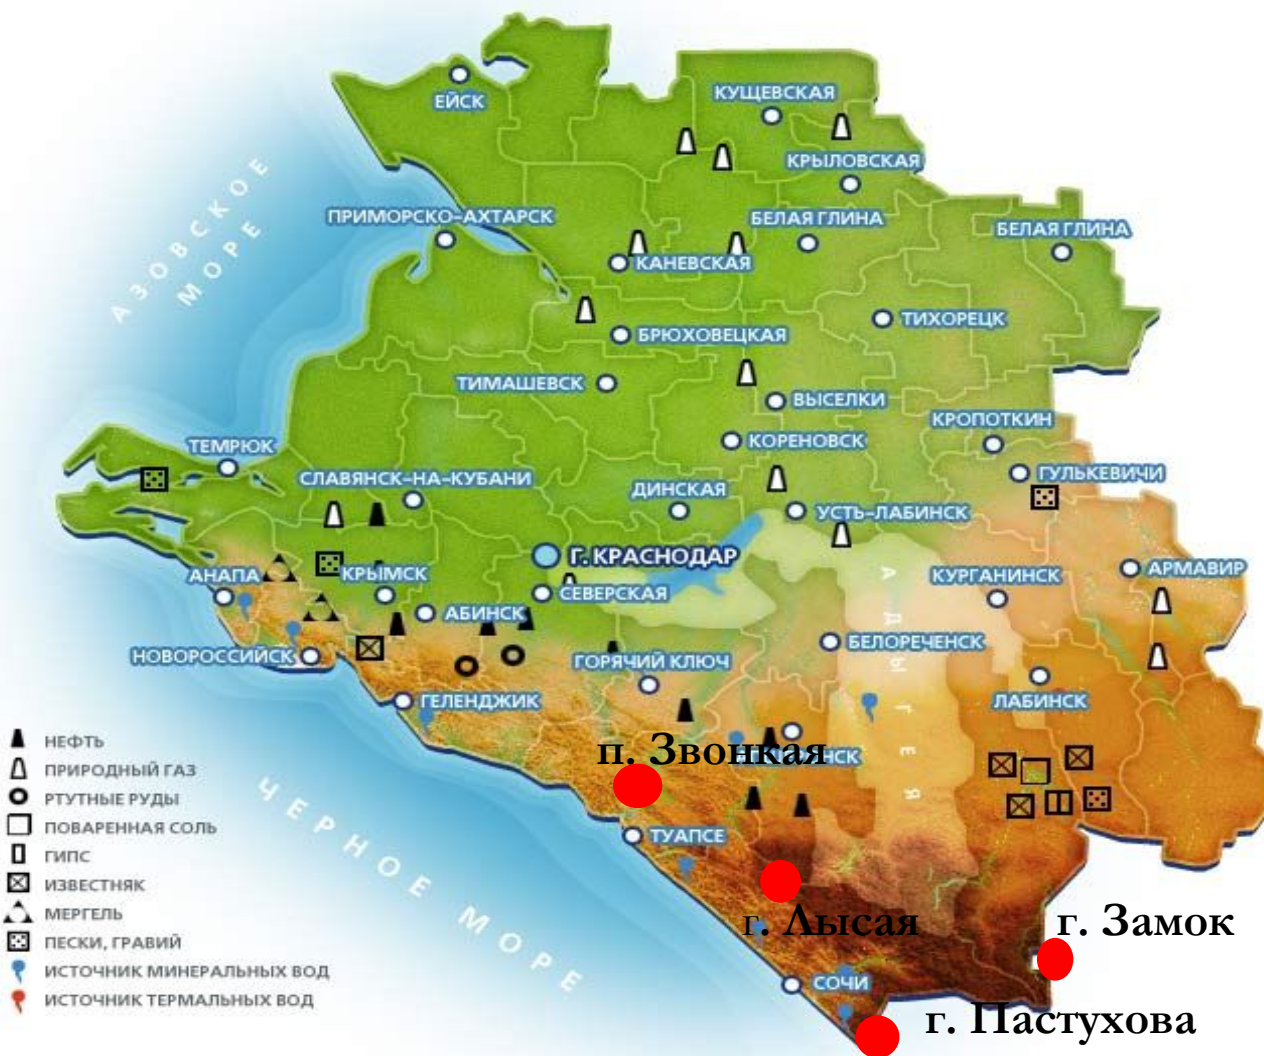 ЕЙСК
КУЩЕВСКАЯ
КРЫЛОВСКАЯ
ПРИМОРСКО-АХТАРСК
БЕЛАЯ ГЛИНА
БЕЛАЯ ГЛИНА
АЗОВСКОЕ
МОРЕ
КАНЕВСКАЯ
ТИХОРЕЦК
БРЮХОВЕЦКАЯ
ТИМАШЕВСК
ВЫСЕЛКИ
КРОПОТКИН
КОРЕНОВСК
ТЕМРЮК
ГУЛЬКЕВИЧИ
СЛАВЯНСК-НА-КУБАНИ
ДИНСКАЯ
УСТЬ-ЛАБИНСК
Г. КРАСНОДАР
АНАПА
КРЫМСК
КУРГАНИНСК
АРМАВИР
СЕВЕРСКАЯ
АБИНСК
АДЫГЕЯ
БЕЛОРЕЧЕНСК
НОВОРОССИЙСК
ГОРЯЧИЙ КЛЮЧ
ГЕЛЕНДЖИК
ЛАБИНСК
п. Звонкая
НСК
ТУАПСЕ
ЧЕРНОЕ МОРЕ
г. Лысая
г. Замок
СОЧИ
г. Пастухова
НЕФТЬ
ПРИРОДНЫЙ ГАЗ
РТУТНЫЕ РУДЫ
ПОВАРЕННАЯ СОЛЬ
ГИПС
ИЗВЕСТНЯК
МЕРГЕЛЬ
ПЕСКИ, ГРАВИЙ
ИСТОЧНИК МИНЕРАЛЬНЫХ ВОД
ИСТОЧНИК ТЕРМАЛЬНЫХ ВОД